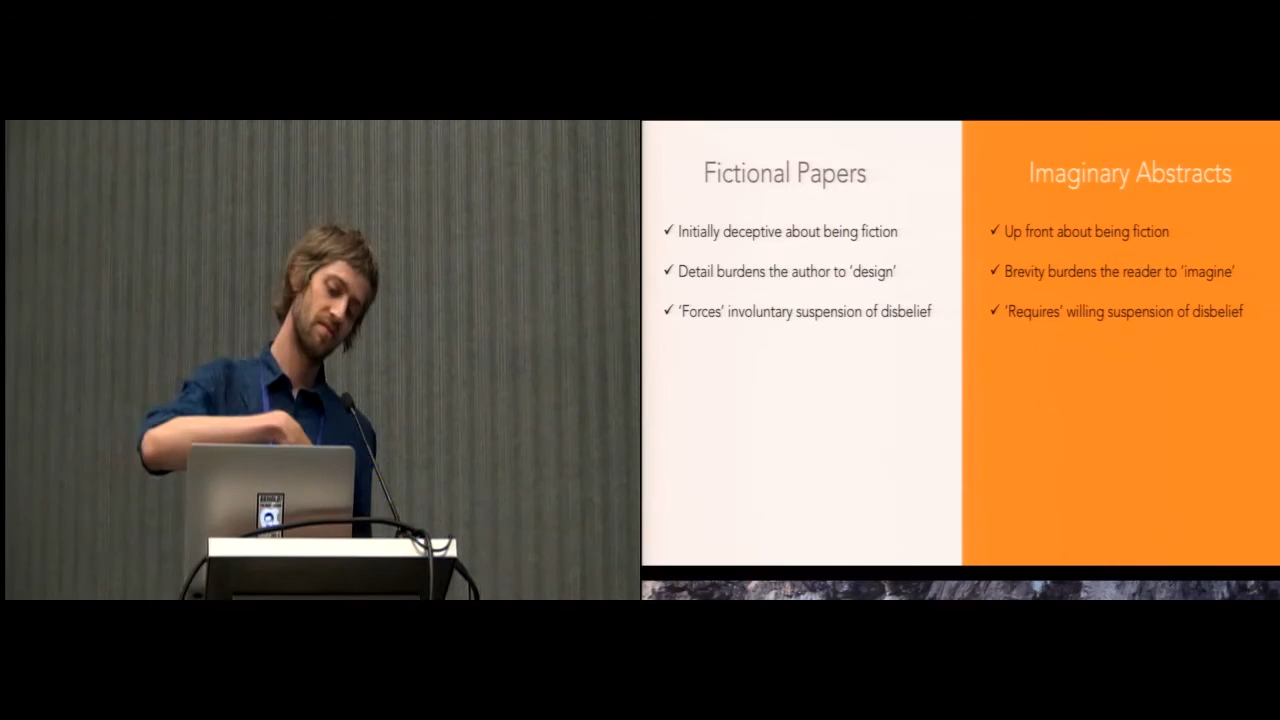 Fictional Papers
✓ Initially deceptive about being fiction
✓ Detail burdens the author to ‘design’
✓ ‘Forces’ involuntary suspension of disbelief
Imaginary Abstracts
✓ Up front about being fiction
✓ Brevity burdens the reader to ‘imagine’
✓ ‘Requires’ willing suspension of disbelief